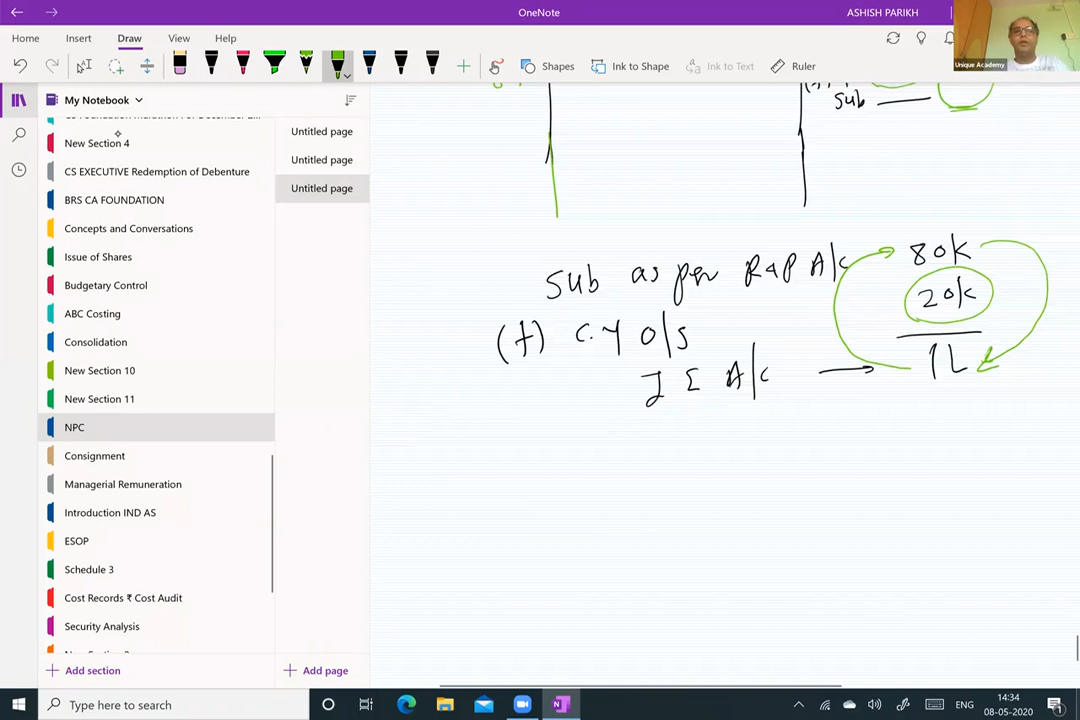 OneNote
ASHISH PARIKH
Unique Academy
Home Insert Draw View Help
Shapes Ink to Shape Ink to Text Ruler
My Notebook
New Section 4
CS EXECUTIVE Redemption of Debenture
BRS CA FOUNDATION
Concepts and Conversations
Issue of Shares
Budgetary Control
ABC Costing
Consolidation
New Section 10
New Section 11
NPC
Consignment
Managerial Remuneration
Introduction IND AS
ESOP
Schedule 3
Cost Records ₹ Cost Audit
Security Analysis
Add section
Untitled page
Untitled page
Untitled page
Add page
Sub
Sub as per R&P A/c 80k
(+) C.Y O/S 20k
I E A/c 1L
Type here to search
ENG
14:34
08-05-2020